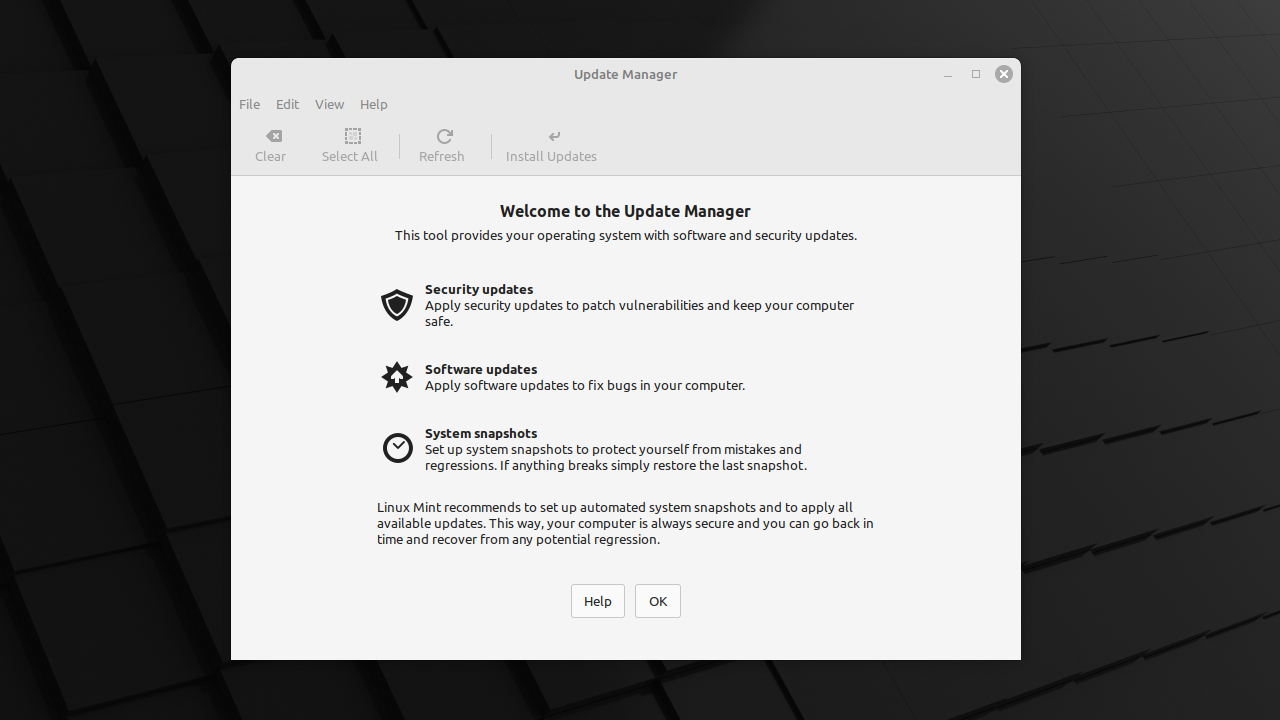 Update Manager
File Edit View Help
Clear Select All Refresh Install Updates
Welcome to the Update Manager
This tool provides your operating system with software and security updates.
Security updates
Apply security updates to patch vulnerabilities and keep your computer
safe.
Software updates
Apply software updates to fix bugs in your computer.
System snapshots
Set up system snapshots to protect yourself from mistakes and
regressions. If anything breaks simply restore the last snapshot.
Linux Mint recommends to set up automated system snapshots and to apply all
available updates. This way, your computer is always secure and you can go back in
time and recover from any potential regression.
Help OK